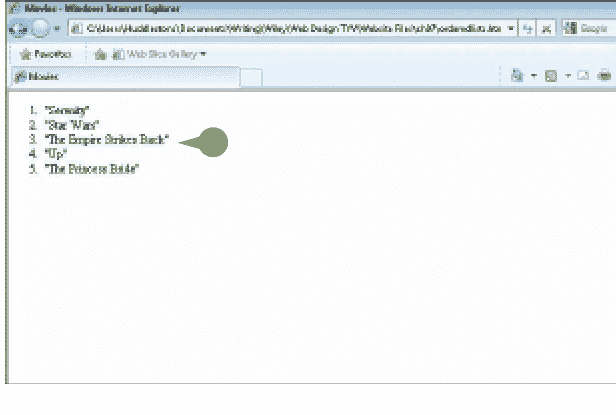 Movies - Windows Internet Explorer
Google
Favorites Web Slice Gallery
Movies
1. "Serenity"
2. "Star Wars"
3. "The Empire Strikes Back"
4. "Up"
5. "The Princess Bride"